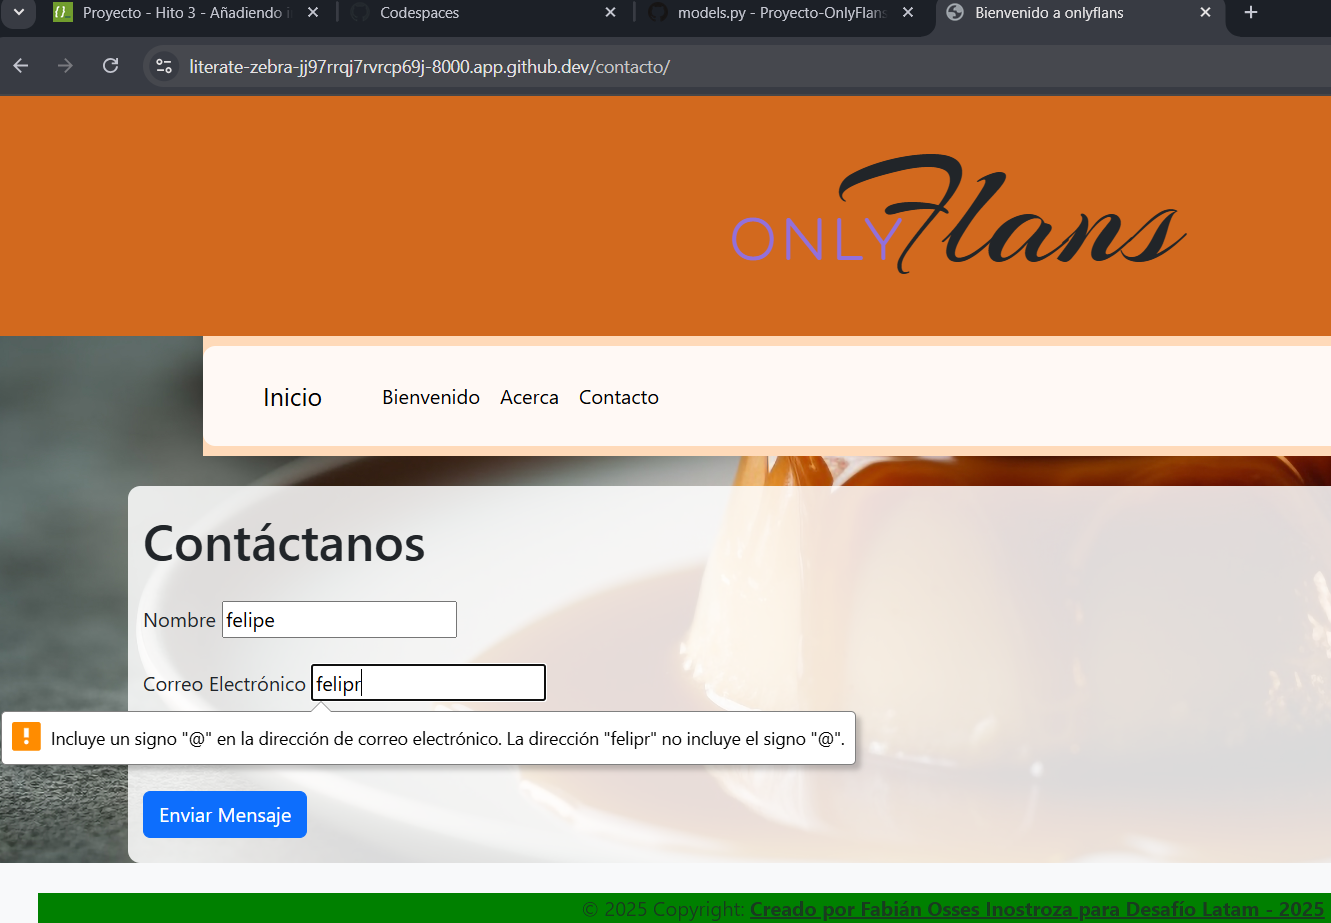 Proyecto - Hito 3 - Añadiendo
Codespaces
models.py - Proyecto-OnlyFlans
Bienvenido a onlyflans
literate-zebra-jj97rrqj7rvrcp69j-8000.app.github.dev/contacto/
ONLY Flans
Inicio Bienvenido Acerca Contacto
Contáctanos
Nombre felipe
Correo Electrónico felipr
Incluye un signo "@" en la dirección de correo electrónico. La dirección "felipr" no incluye el signo "@".
Enviar Mensaje
© 2025 Copyright: Creado por Fabián Osses Inostroza para Desafío Latam - 2025